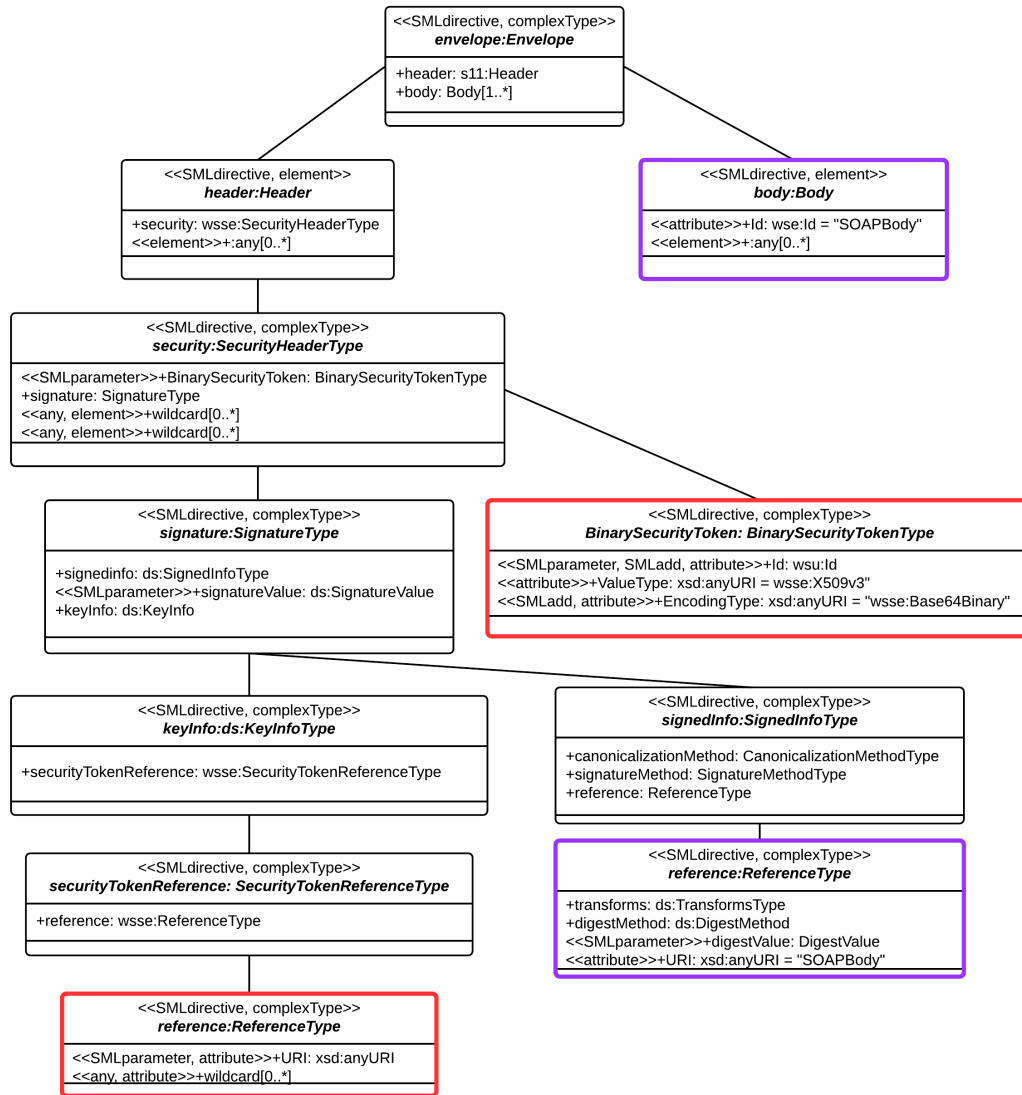 <<SMLdirective, complexType>>
envelope:Envelope
+header: s11:Header
+body: Body[1..*]
<<SMLdirective, element>>
header:Header
+security: wsse:SecurityHeaderType
<<element>>+:any[0..*]
<<SMLdirective, element>>
body:Body
<<attribute>>+Id: wse:Id = "SOAPBody"
<<element>>+:any[0..*]
<<SMLdirective, complexType>>
security:SecurityHeaderType
<<SMLparameter>>+BinarySecurityToken: BinarySecurityTokenType
+signature: SignatureType
<<any, element>>+wildcard[0..*]
<<any, element>>+wildcard[0..*]
<<SMLdirective, complexType>>
signature:SignatureType
+signedinfo: ds:SignedInfoType
<<SMLparameter>>+signatureValue: ds:SignatureValue
+keyInfo: ds:KeyInfo
<<SMLdirective, complexType>>
BinarySecurityToken: BinarySecurityTokenType
<<SMLparameter, SMLadd, attribute>>+Id: wsu:Id
<<attribute>>+ValueType: xsd:anyURI = wsse:X509v3"
<<SMLadd, attribute>>+EncodingType: xsd:anyURI = "wsse:Base64Binary"
<<SMLdirective, complexType>>
keyInfo:ds:KeyInfoType
+securityTokenReference: wsse:SecurityTokenReferenceType
<<SMLdirective, complexType>>
signedInfo:SignedInfoType
+canonicalizationMethod: CanonicalizationMethodType
+signatureMethod: SignatureMethodType
+reference: ReferenceType
<<SMLdirective, complexType>>
securityTokenReference: SecurityTokenReferenceType
+reference: wsse:ReferenceType
<<SMLdirective, complexType>>
reference:ReferenceType
+transforms: ds:TransformsType
+digestMethod: ds:DigestMethod
<<SMLparameter>>+digestValue: DigestValue
<<attribute>>+URI: xsd:anyURI = "SOAPBody"
<<SMLdirective, complexType>>
reference:ReferenceType
<<SMLparameter, attribute>>+URI: xsd:anyURI
<<any, attribute>>+wildcard[0..*]